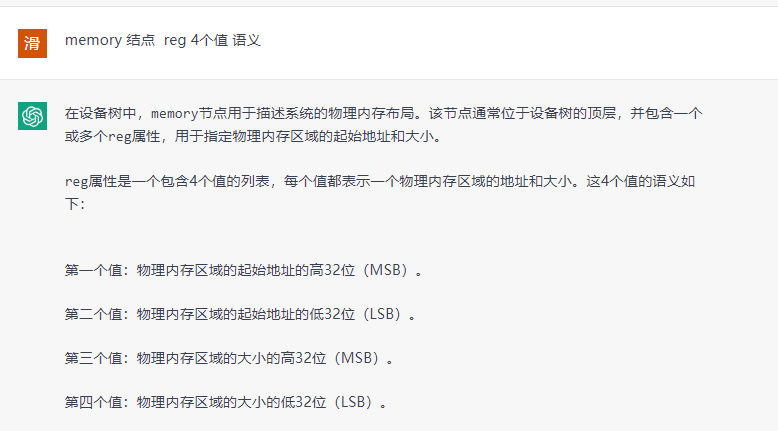 滑
memory 结点 reg 4个值 语义
在设备树中，memory节点用于描述系统的物理内存布局。该节点通常位于设备树的顶层，并包含一个
或多个reg属性，用于指定物理内存区域的起始地址和大小。
reg属性是一个包含4个值的列表，每个值都表示一个物理内存区域的地址和大小。这4个值的语义如
下：
第一个值：物理内存区域的起始地址的高32位（MSB）。
第二个值：物理内存区域的起始地址的低32位（LSB）。
第三个值：物理内存区域的大小的高32位（MSB）。
第四个值：物理内存区域的大小的低32位（LSB）。